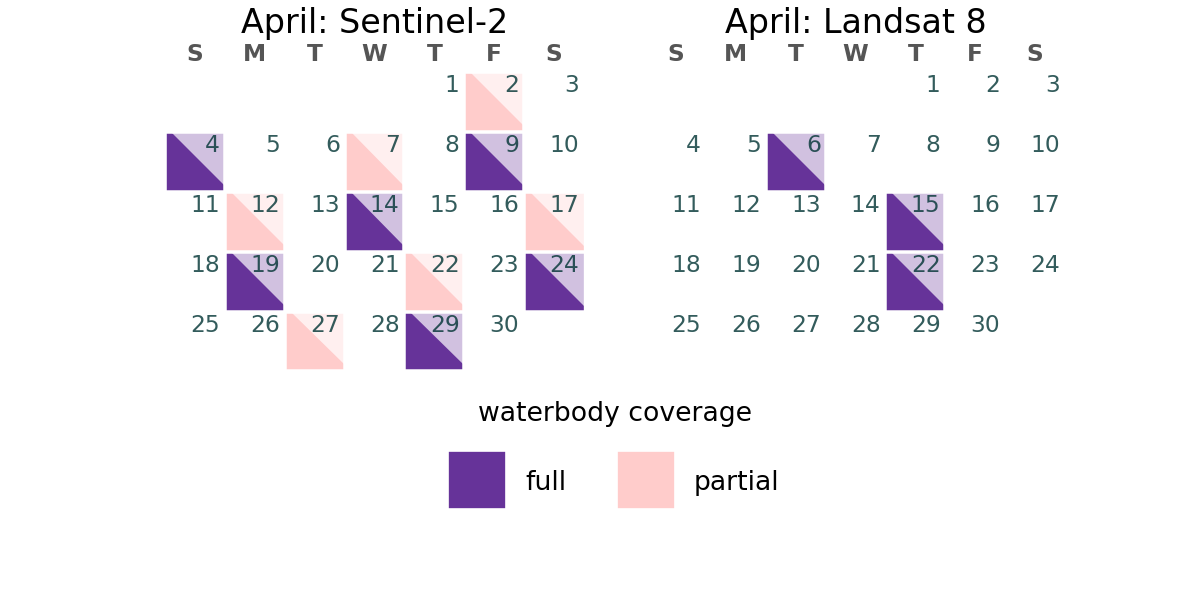 April: Sentinel-2
S M T W T F S
1 2 3
4 5 6 7 8 9 10
11 12 13 14 15 16 17
18 19 20 21 22 23 24
25 26 27 28 29 30
April: Landsat 8
S M T W T F S
1 2 3
4 5 6 7 8 9 10
11 12 13 14 15 16 17
18 19 20 21 22 23 24
25 26 27 28 29 30
waterbody coverage
full partial